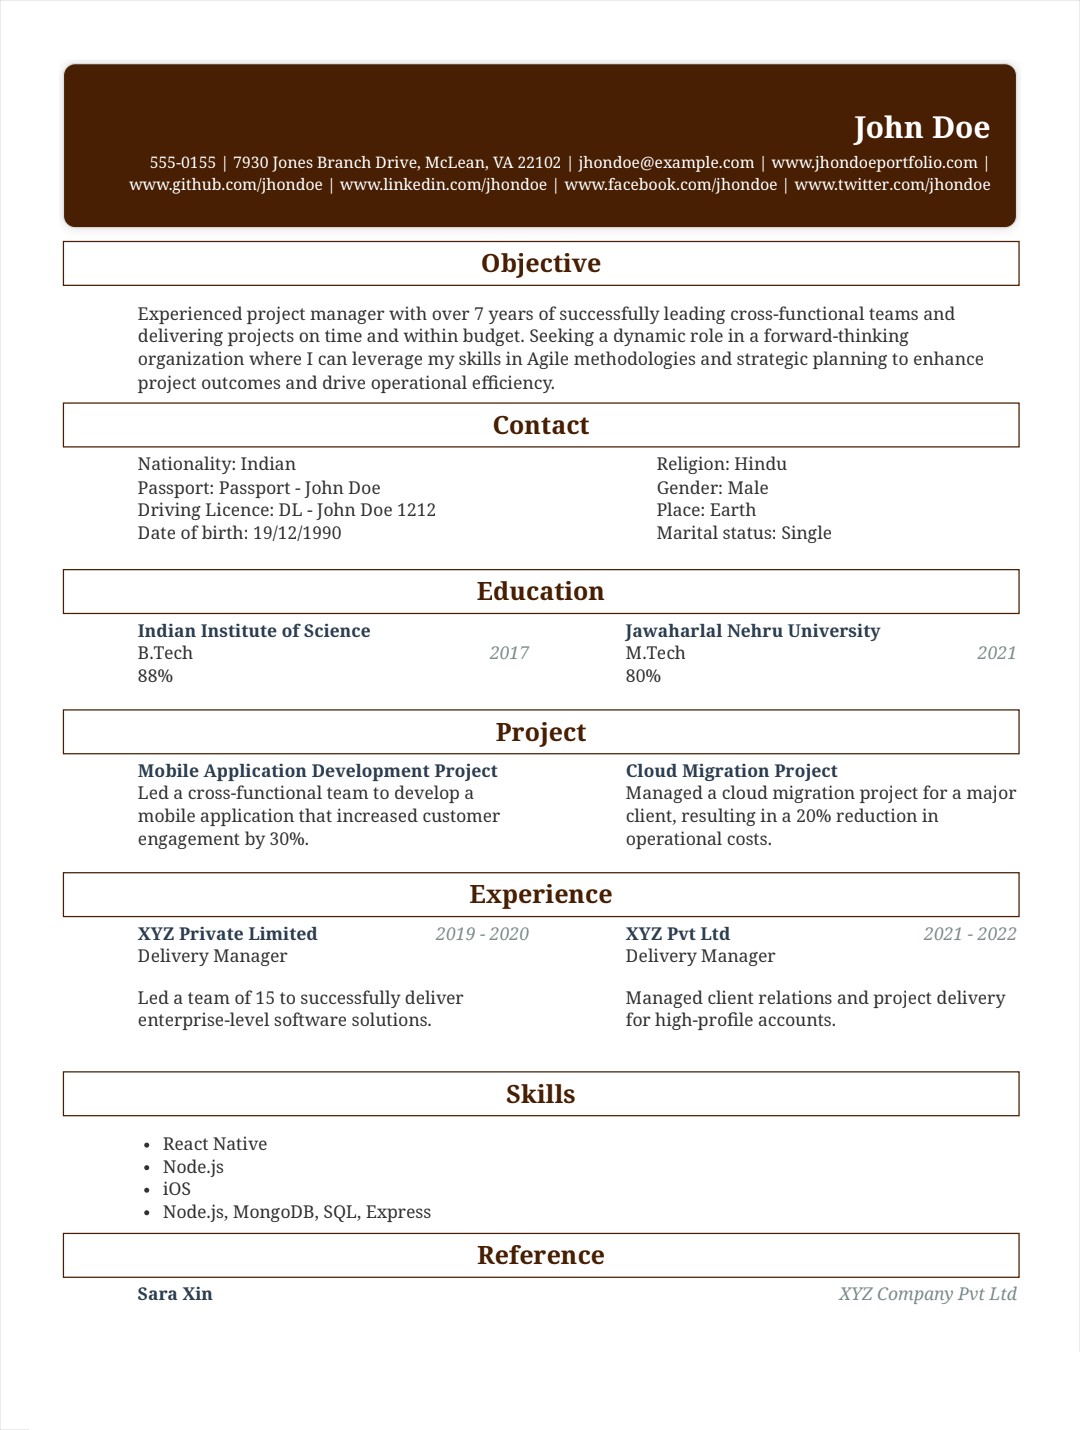 John Doe
555-0155 | 7930 Jones Branch Drive, McLean, VA 22102 | jhondoe@example.com | www.jhondoeportfolio.com |
www.github.com/jhondoe | www.linkedin.com/jhondoe | www.facebook.com/jhondoe | www.twitter.com/jhondoe
Objective
Experienced project manager with over 7 years of successfully leading cross-functional teams and
delivering projects on time and within budget. Seeking a dynamic role in a forward-thinking
organization where I can leverage my skills in Agile methodologies and strategic planning to enhance
project outcomes and drive operational efficiency.
Contact
Nationality: Indian
Passport: Passport - John Doe
Driving Licence: DL - John Doe 1212
Date of birth: 19/12/1990
Religion: Hindu
Gender: Male
Place: Earth
Marital status: Single
Education
Indian Institute of Science
B.Tech 2017
88%
Jawaharlal Nehru University
M.Tech 2021
80%
Project
Mobile Application Development Project
Led a cross-functional team to develop a
mobile application that increased customer
engagement by 30%.
Cloud Migration Project
Managed a cloud migration project for a major
client, resulting in a 20% reduction in
operational costs.
Experience
XYZ Private Limited 2019 - 2020
Delivery Manager
Led a team of 15 to successfully deliver
enterprise-level software solutions.
XYZ Pvt Ltd 2021 - 2022
Delivery Manager
Managed client relations and project delivery
for high-profile accounts.
Skills
• React Native
• Node.js
• iOS
• Node.js, MongoDB, SQL, Express
Reference
Sara Xin XYZ Company Pvt Ltd